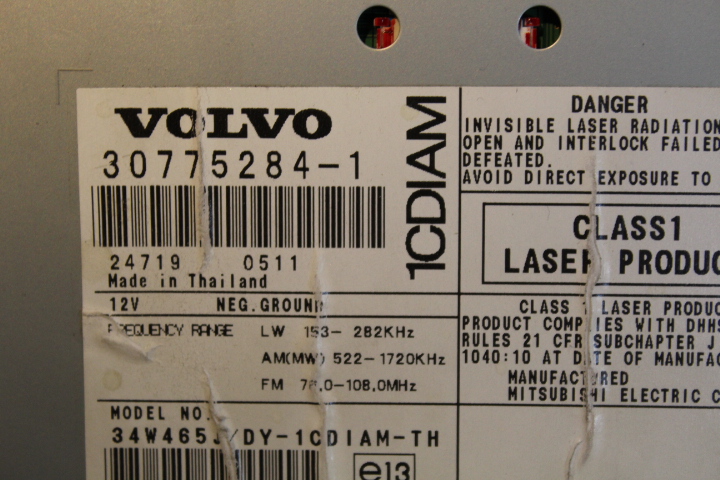 VOLVO
30775284-1
1CDIAM
24719 0511
Made in Thailand
12V NEG.GROUND
FREQUENCY RANGE LW 153- 282KHz
AM(MW) 522-1720KHz
FM 76.0-108.0MHz
MODEL NO.
34W465J/DY-1CDIAM-TH
e13
DANGER
INVISIBLE LASER RADIATION
OPEN AND INTERLOCK FAILED
DEFEATED.
AVOID DIRECT EXPOSURE TO
CLASS1
LASER PRODUC
CLASS 1 LASER PRODUC
PRODUCT COMPLIES WITH DHHS
RULES 21 CFR SUBCHAPTER J
1040:10 AT DATE OF MANUFAC
MANUFACTURED
MITSUBISHI ELECTRIC C